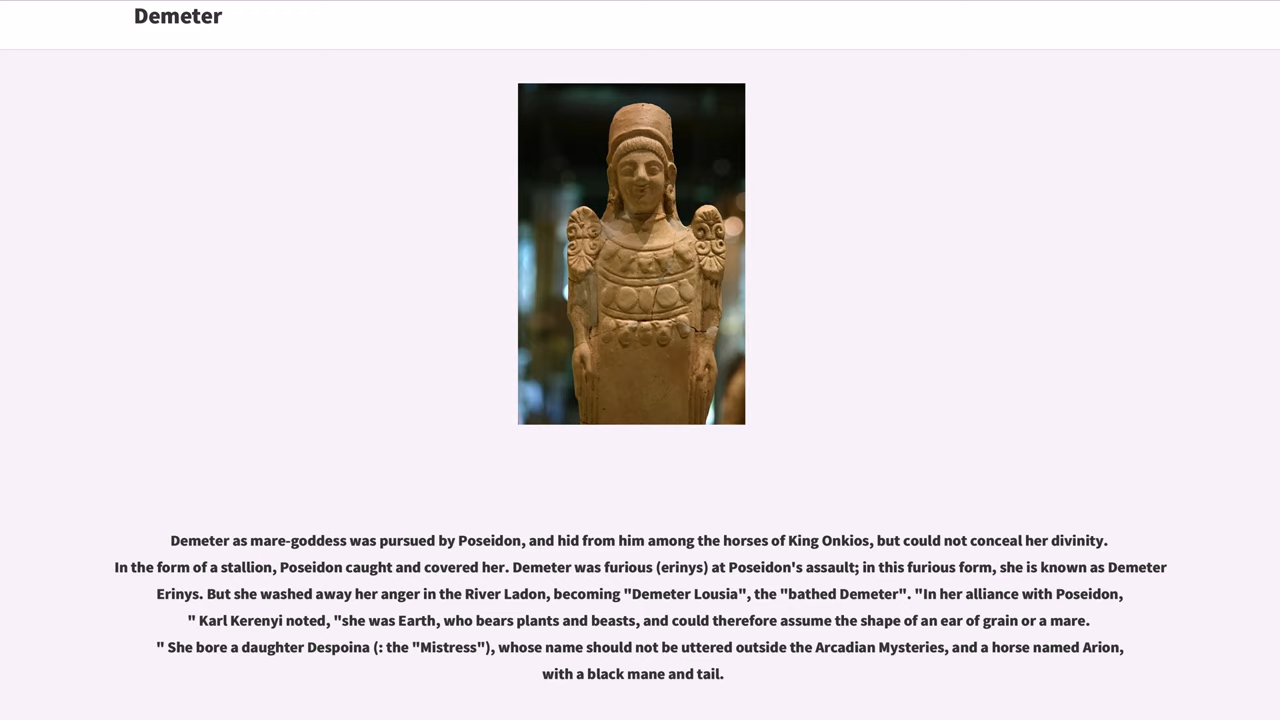 Demeter
Demeter as mare-goddess was pursued by Poseidon, and hid from him among the horses of King Onkios, but could not conceal her divinity.
In the form of a stallion, Poseidon caught and covered her. Demeter was furious (erinys) at Poseidon's assault; in this furious form, she is known as Demeter
Erinys. But she washed away her anger in the River Ladon, becoming "Demeter Lousia", the "bathed Demeter". "In her alliance with Poseidon,
" Karl Kerenyi noted, "she was Earth, who bears plants and beasts, and could therefore assume the shape of an ear of grain or a mare.
" She bore a daughter Despoina (: the "Mistress"), whose name should not be uttered outside the Arcadian Mysteries, and a horse named Arion,
with a black mane and tail.